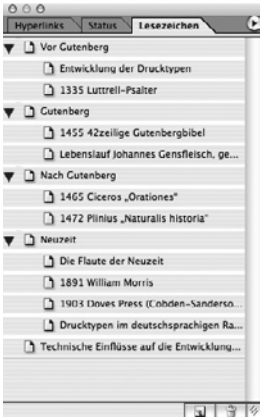 Hyperlinks Status Lesezeichen
Vor Gutenberg
Entwicklung der Drucktypen
1335 Luttrell-Psalter
Gutenberg
1455 42zeilige Gutenbergbibel
Lebenslauf Johannes Gensfleisch, ge...
Nach Gutenberg
1465 Ciceros „Orationes"
1472 Plinius „Naturalis historia"
Neuzeit
Die Flaute der Neuzeit
1891 William Morris
1903 Doves Press (Cobden-Sanderso...
Drucktypen im deutschsprachigen Ra...
Technische Einflüsse auf die Entwicklung...